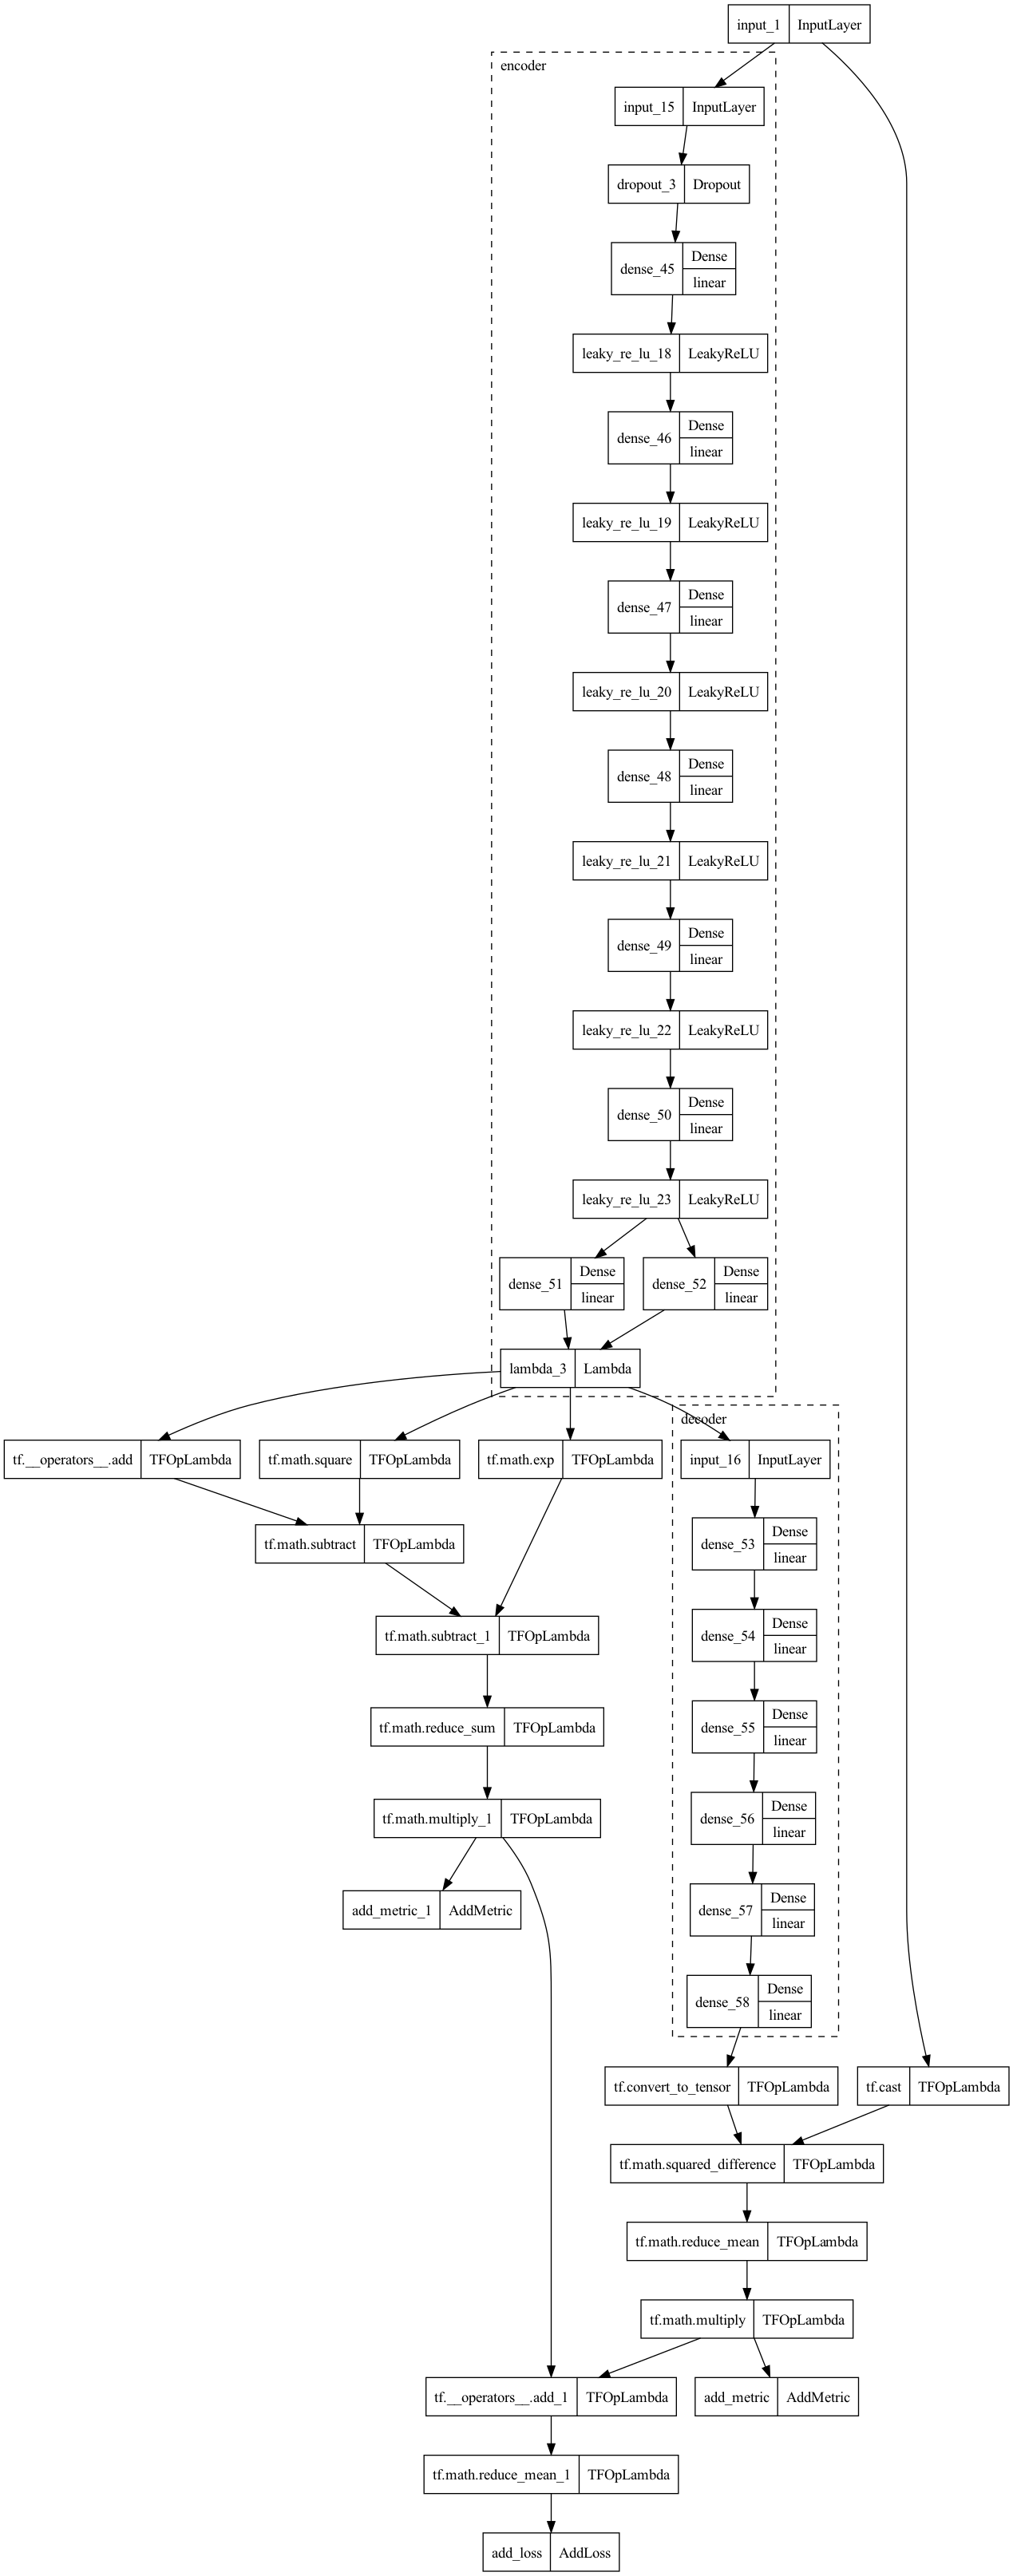 input_1 InputLayer
encoder
input_15 InputLayer
dropout_3 Dropout
dense_45 Dense
linear
leaky_re_lu_18 LeakyReLU
dense_46 Dense
linear
leaky_re_lu_19 LeakyReLU
dense_47 Dense
linear
leaky_re_lu_20 LeakyReLU
dense_48 Dense
linear
leaky_re_lu_21 LeakyReLU
dense_49 Dense
linear
leaky_re_lu_22 LeakyReLU
dense_50 Dense
linear
leaky_re_lu_23 LeakyReLU
dense_51 Dense
linear
dense_52 Dense
linear
lambda_3 Lambda
decoder
tf.__operators__.add TFOpLambda
tf.math.square TFOpLambda
tf.math.exp TFOpLambda
input_16 InputLayer
tf.math.subtract TFOpLambda
dense_53 Dense
linear
tf.math.subtract_1 TFOpLambda
dense_54 Dense
linear
tf.math.reduce_sum TFOpLambda
dense_55 Dense
linear
tf.math.multiply_1 TFOpLambda
dense_56 Dense
linear
add_metric_1 AddMetric
dense_57 Dense
linear
dense_58 Dense
linear
tf.convert_to_tensor TFOpLambda
tf.cast TFOpLambda
tf.math.squared_difference TFOpLambda
tf.math.reduce_mean TFOpLambda
tf.math.multiply TFOpLambda
tf.__operators__.add_1 TFOpLambda
add_metric AddMetric
tf.math.reduce_mean_1 TFOpLambda
add_loss AddLoss